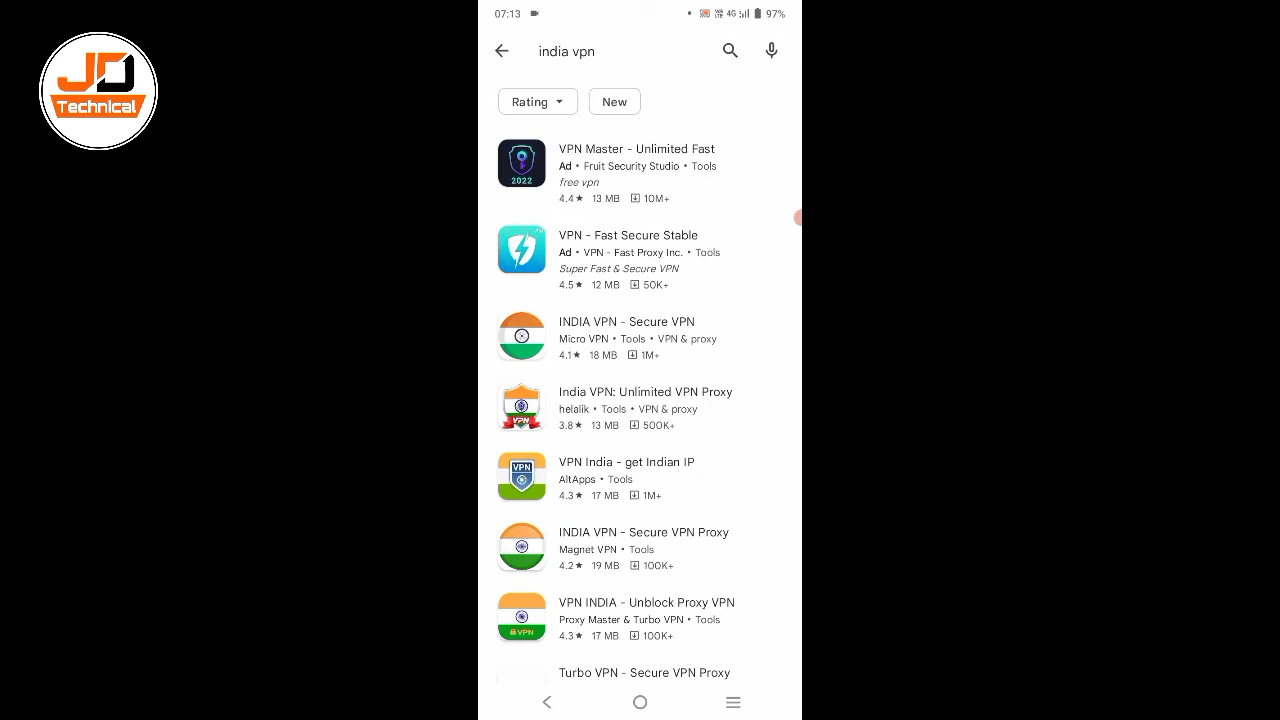 JD
Technical
07:13
4G
97%
india vpn
Rating
New
2022
VPN Master - Unlimited Fast
Ad • Fruit Security Studio • Tools
free vpn
4.4★ 13 MB 10M+
VPN - Fast Secure Stable
Ad • VPN - Fast Proxy Inc. • Tools
Super Fast & Secure VPN
4.5★ 12 MB 50K+
INDIA VPN - Secure VPN
Micro VPN • Tools • VPN & proxy
4.1★ 18 MB 1M+
VPN
India VPN: Unlimited VPN Proxy
helalik • Tools • VPN & proxy
3.8★ 13 MB 500K+
VPN
VPN India - get Indian IP
AltApps • Tools
4.3★ 17 MB 1M+
INDIA VPN - Secure VPN Proxy
Magnet VPN • Tools
4.2★ 19 MB 100K+
VPN
VPN INDIA - Unblock Proxy VPN
Proxy Master & Turbo VPN • Tools
4.3★ 17 MB 100K+
Turbo VPN - Secure VPN Proxy